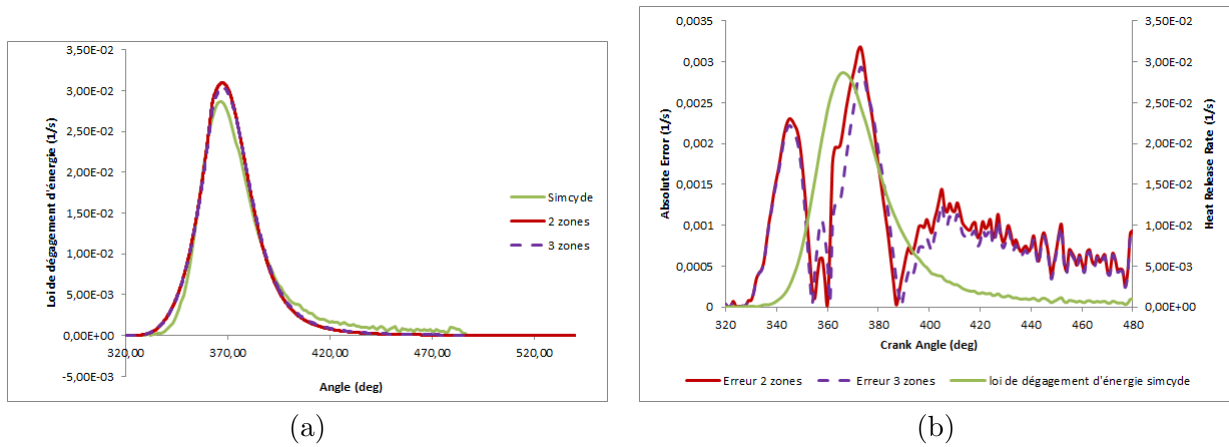 3,50E-02
3,00E-02
2,50E-02
2,00E-02
1,50E-02
1,00E-02
5,00E-03
0,00E+00
-5,00E-03
Loi de dégagement d'énergie (1/s)
320,00
370,00
420,00
470,00
520,00
Angle (deg)
Simcyde
2 zones
3 zones
(a)
0,0035
0,003
0,0025
0,002
0,0015
0,001
0,0005
0
Absolute Error (1/s)
3,50E-02
3,00E-02
2,50E-02
2,00E-02
1,50E-02
1,00E-02
5,00E-03
0,00E+00
Heat Release Rate (1/s)
320
340
360
380
400
420
440
460
480
Crank Angle (deg)
Erreur 2 zones
Erreur 3 zones
loi de dégagement d'énergie simcyde
(b)